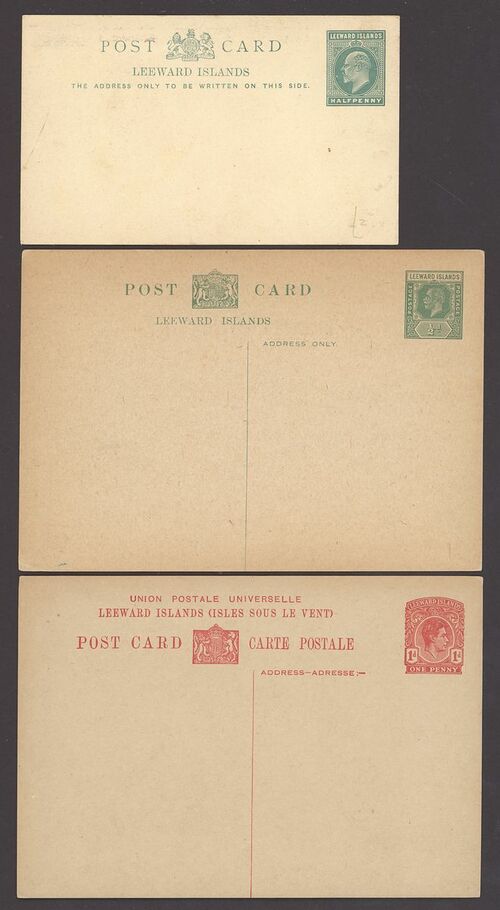 POST CARD
LEEWARD ISLANDS
THE ADDRESS ONLY TO BE WRITTEN ON THIS SIDE.
LEEWARD ISLANDS
HALFPENNY
POST CARD
LEEWARD ISLANDS
ADDRESS ONLY.
LEEWARD ISLANDS
POSTAGE
POSTAGE
½d
UNION POSTALE UNIVERSELLE
LEEWARD ISLANDS (ISLES SOUS LE VENT)
POST CARD CARTE POSTALE
ADDRESS–ADRESSE:–
LEEWARD ISLANDS
1d 1d
ONE PENNY